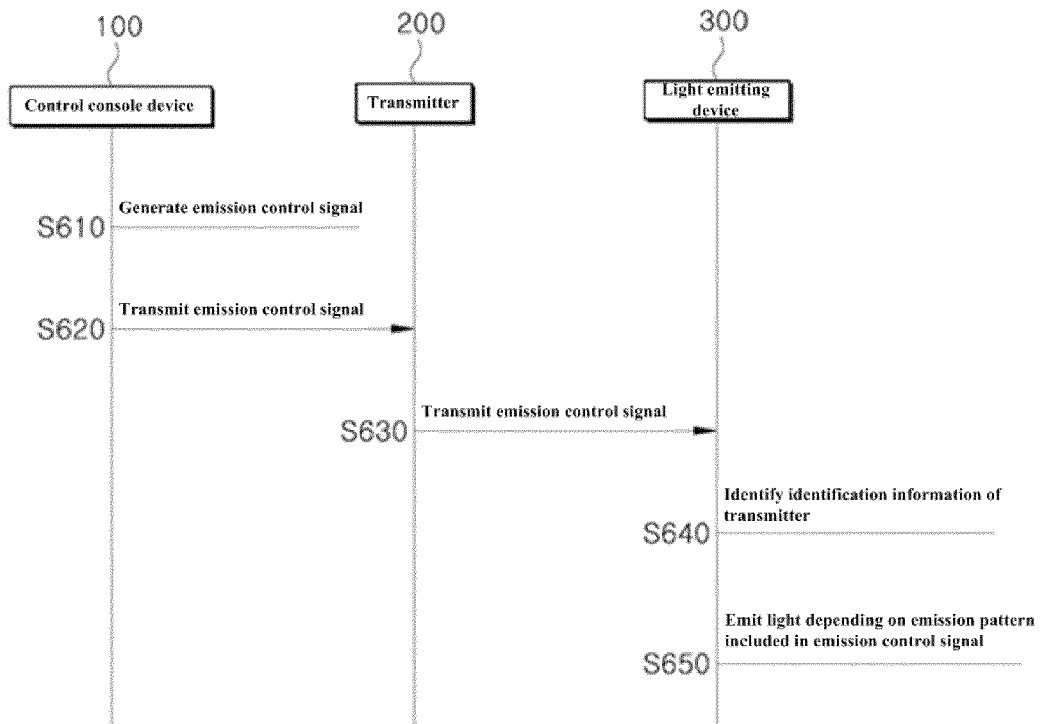 100
200
300
Control console device
Transmitter
Light emitting
device
Generate emission control signal
S610
Transmit emission control signal
S620
Transmit emission control signal
S630
Identify identification information of
transmitter
S640
Emit light depending on emission pattern
included in emission control signal
S650